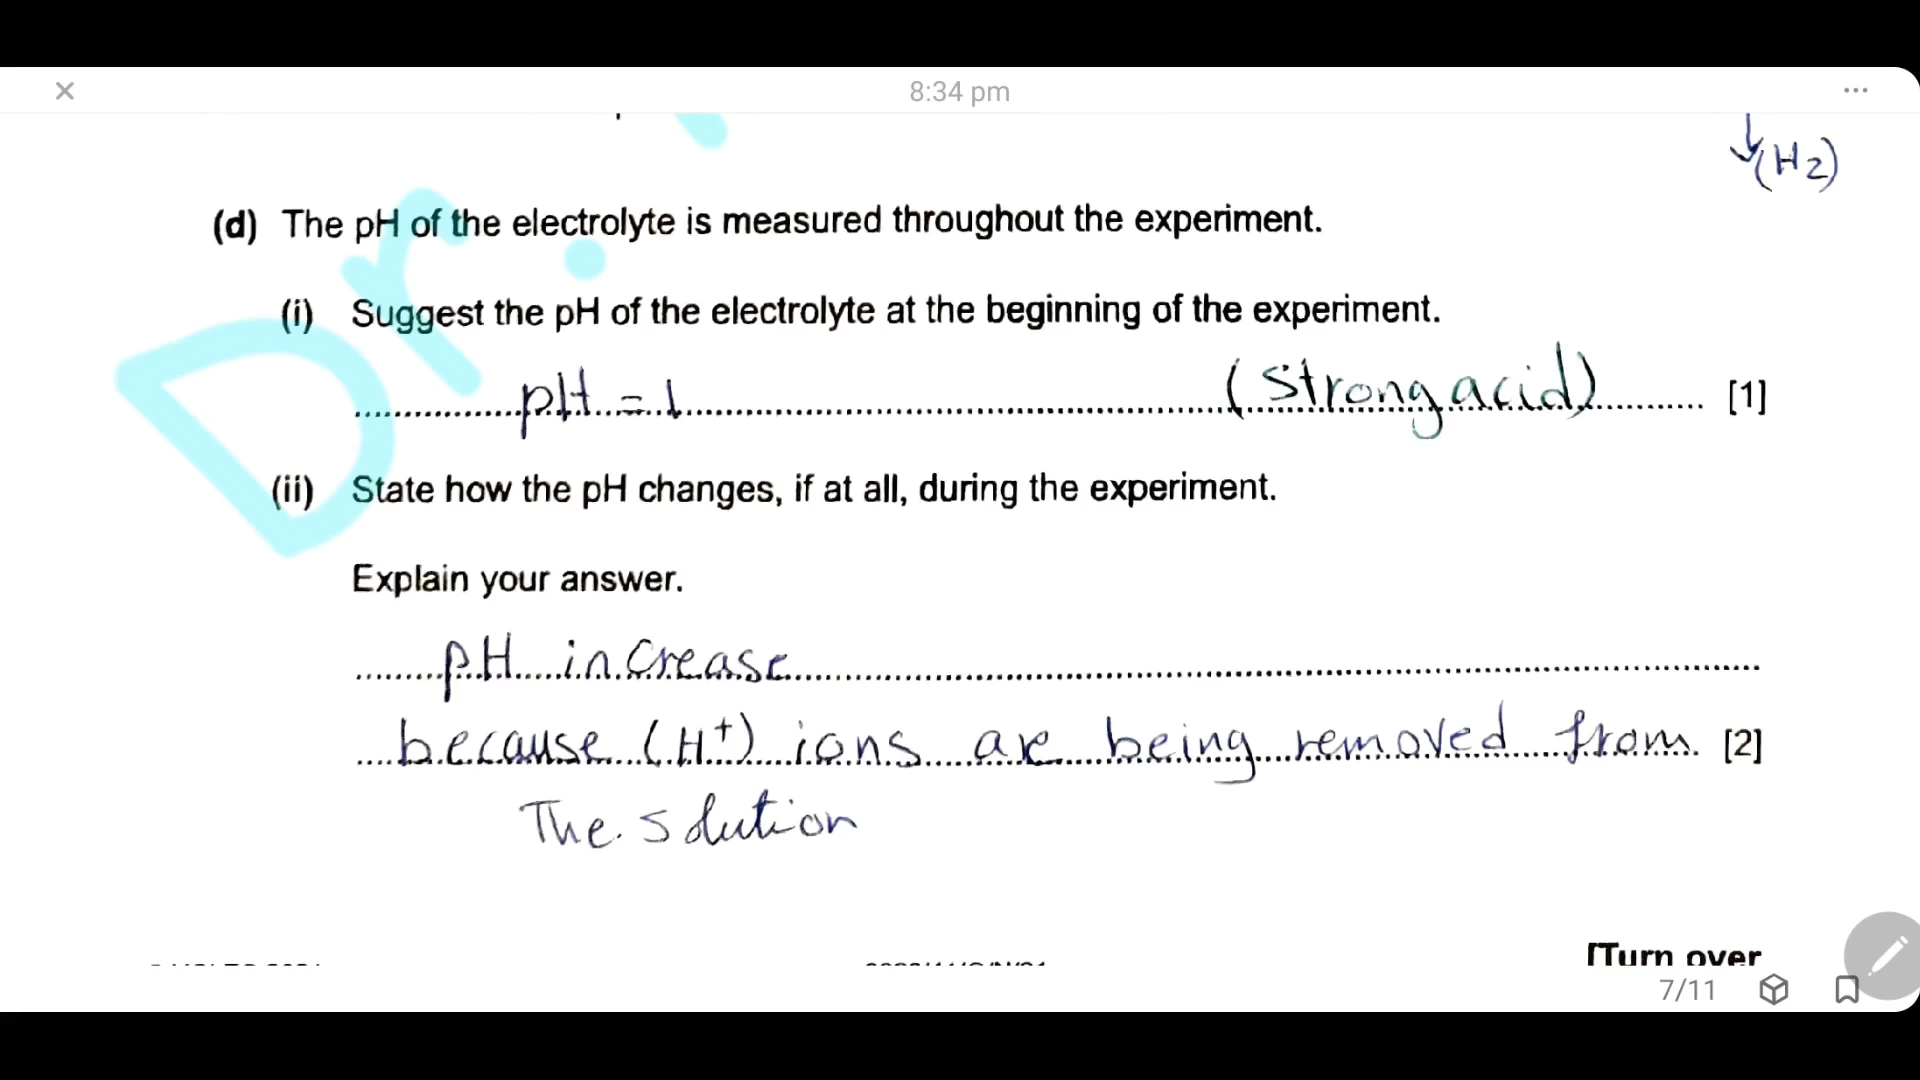 8:34 pm
(H2)
(d) The pH of the electrolyte is measured throughout the experiment.
(i) Suggest the pH of the electrolyte at the beginning of the experiment.
pH = 1 (Strong acid) [1]
(ii) State how the pH changes, if at all, during the experiment.
Explain your answer.
pH increase
because (H+) ions are being removed from [2]
The solution
Dr.
[Turn over
7/11